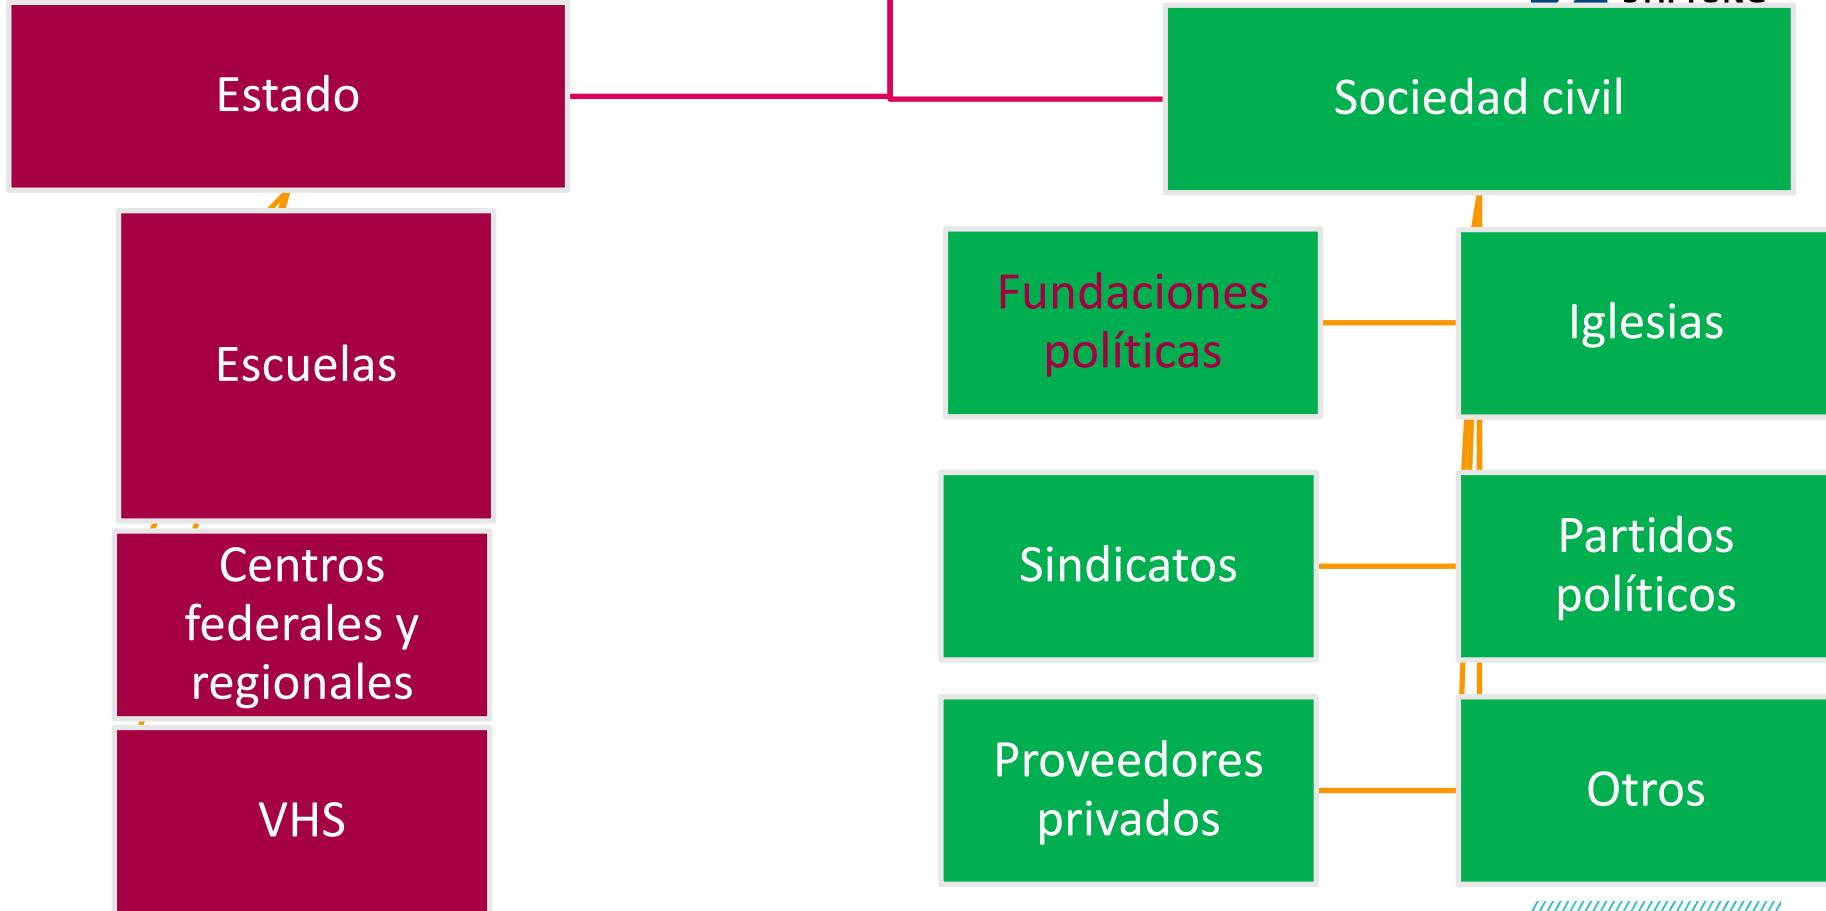 Estado
Sociedad civil
Escuelas
Centros
federales y
regionales
VHS
Fundaciones
políticas
Iglesias
Sindicatos
Partidos
políticos
Proveedores
privados
Otros